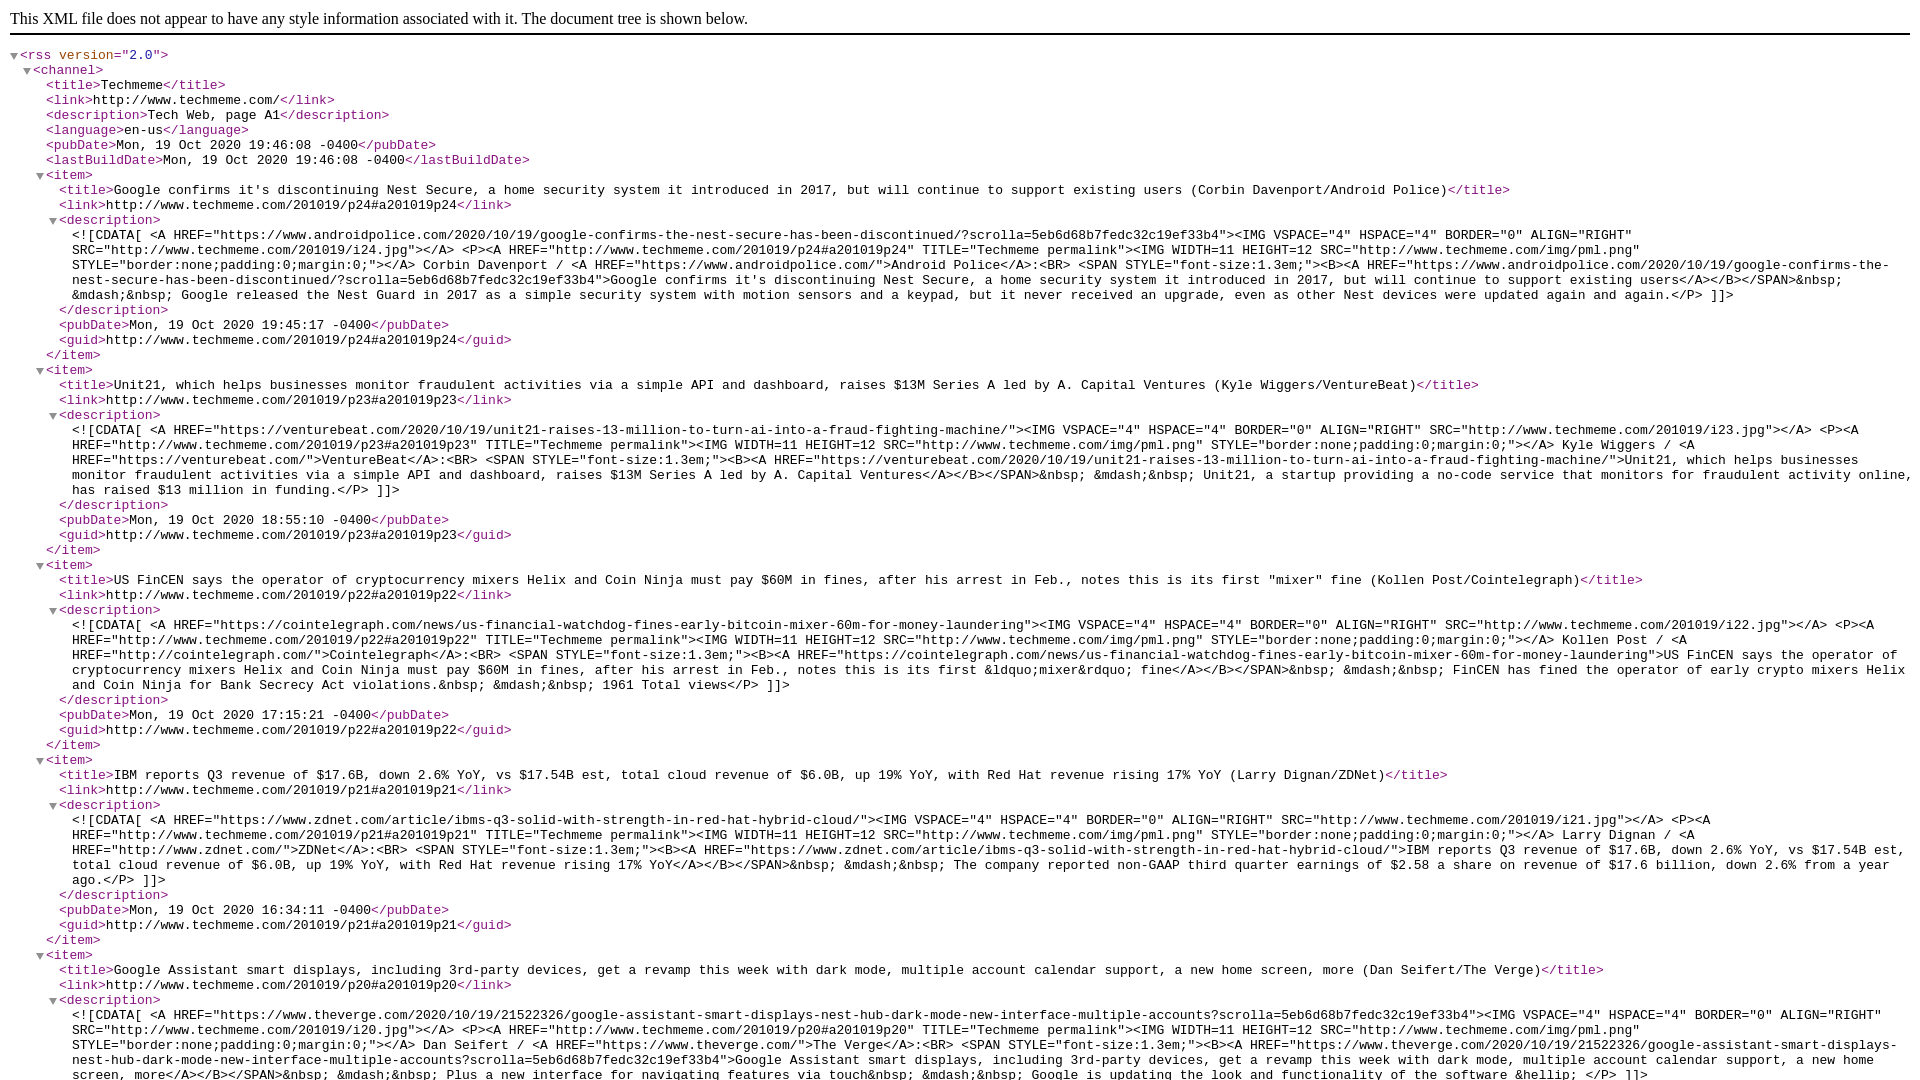 This XML file does not appear to have any style information associated with it. The document tree is shown below.
<rss version="2.0">
<channel>
<title>Techmeme</title>
<link>http://www.techmeme.com/</link>
<description>Tech Web, page A1</description>
<language>en-us</language>
<pubDate>Mon, 19 Oct 2020 19:46:08 -0400</pubDate>
<lastBuildDate>Mon, 19 Oct 2020 19:46:08 -0400</lastBuildDate>
<item>
<title>Google confirms it's discontinuing Nest Secure, a home security system it introduced in 2017, but will continue to support existing users (Corbin Davenport/Android Police)</title>
<link>http://www.techmeme.com/201019/p24#a201019p24</link>
<description>
<![CDATA[ <A HREF="https://www.androidpolice.com/2020/10/19/google-confirms-the-nest-secure-has-been-discontinued/?scrolla=5eb6d68b7fedc32c19ef33b4"><IMG VSPACE="4" HSPACE="4" BORDER="0" ALIGN="RIGHT"
SRC="http://www.techmeme.com/201019/i24.jpg"></A> <P><A HREF="http://www.techmeme.com/201019/p24#a201019p24" TITLE="Techmeme permalink"><IMG WIDTH=11 HEIGHT=12 SRC="http://www.techmeme.com/img/pml.png"
STYLE="border:none;padding:0;margin:0;"></A> Corbin Davenport / <A HREF="https://www.androidpolice.com/">Android Police</A>:<BR> <SPAN STYLE="font-size:1.3em;"><B><A HREF="https://www.androidpolice.com/2020/10/19/google-confirms-the-
nest-secure-has-been-discontinued/?scrolla=5eb6d68b7fedc32c19ef33b4">Google confirms it's discontinuing Nest Secure, a home security system it introduced in 2017, but will continue to support existing users</A></B></SPAN>&nbsp;
&mdash;&nbsp; Google released the Nest Guard in 2017 as a simple security system with motion sensors and a keypad, but it never received an upgrade, even as other Nest devices were updated again and again.</P> ]]>
</description>
<pubDate>Mon, 19 Oct 2020 19:45:17 -0400</pubDate>
<guid>http://www.techmeme.com/201019/p24#a201019p24</guid>
</item>
<item>
<title>Unit21, which helps businesses monitor fraudulent activities via a simple API and dashboard, raises $13M Series A led by A. Capital Ventures (Kyle Wiggers/VentureBeat)</title>
<link>http://www.techmeme.com/201019/p23#a201019p23</link>
<description>
<![CDATA[ <A HREF="https://venturebeat.com/2020/10/19/unit21-raises-13-million-to-turn-ai-into-a-fraud-fighting-machine/"><IMG VSPACE="4" HSPACE="4" BORDER="0" ALIGN="RIGHT" SRC="http://www.techmeme.com/201019/i23.jpg"></A> <P><A
HREF="http://www.techmeme.com/201019/p23#a201019p23" TITLE="Techmeme permalink"><IMG WIDTH=11 HEIGHT=12 SRC="http://www.techmeme.com/img/pml.png" STYLE="border:none;padding:0;margin:0;"></A> Kyle Wiggers / <A
HREF="https://venturebeat.com/">VentureBeat</A>:<BR> <SPAN STYLE="font-size:1.3em;"><B><A HREF="https://venturebeat.com/2020/10/19/unit21-raises-13-million-to-turn-ai-into-a-fraud-fighting-machine/">Unit21, which helps businesses
monitor fraudulent activities via a simple API and dashboard, raises $13M Series A led by A. Capital Ventures</A></B></SPAN>&nbsp; &mdash;&nbsp; Unit21, a startup providing a no-code service that monitors for fraudulent activity online,
has raised $13 million in funding.</P> ]]>
</description>
<pubDate>Mon, 19 Oct 2020 18:55:10 -0400</pubDate>
<guid>http://www.techmeme.com/201019/p23#a201019p23</guid>
</item>
<item>
<title>US FinCEN says the operator of cryptocurrency mixers Helix and Coin Ninja must pay $60M in fines, after his arrest in Feb., notes this is its first "mixer" fine (Kollen Post/Cointelegraph)</title>
<link>http://www.techmeme.com/201019/p22#a201019p22</link>
<description>
<![CDATA[ <A HREF="https://cointelegraph.com/news/us-financial-watchdog-fines-early-bitcoin-mixer-60m-for-money-laundering"><IMG VSPACE="4" HSPACE="4" BORDER="0" ALIGN="RIGHT" SRC="http://www.techmeme.com/201019/i22.jpg"></A> <P><A
HREF="http://www.techmeme.com/201019/p22#a201019p22" TITLE="Techmeme permalink"><IMG WIDTH=11 HEIGHT=12 SRC="http://www.techmeme.com/img/pml.png" STYLE="border:none;padding:0;margin:0;"></A> Kollen Post / <A
HREF="http://cointelegraph.com/">Cointelegraph</A>:<BR> <SPAN STYLE="font-size:1.3em;"><B><A HREF="https://cointelegraph.com/news/us-financial-watchdog-fines-early-bitcoin-mixer-60m-for-money-laundering">US FinCEN says the operator of
cryptocurrency mixers Helix and Coin Ninja must pay $60M in fines, after his arrest in Feb., notes this is its first &ldquo;mixer&rdquo; fine</A></B></SPAN>&nbsp; &mdash;&nbsp; FinCEN has fined the operator of early crypto mixers Helix
and Coin Ninja for Bank Secrecy Act violations.&nbsp; &mdash;&nbsp; 1961 Total views</P> ]]>
</description>
<pubDate>Mon, 19 Oct 2020 17:15:21 -0400</pubDate>
<guid>http://www.techmeme.com/201019/p22#a201019p22</guid>
</item>
<item>
<title>IBM reports Q3 revenue of $17.6B, down 2.6% YoY, vs $17.54B est, total cloud revenue of $6.0B, up 19% YoY, with Red Hat revenue rising 17% YoY (Larry Dignan/ZDNet)</title>
<link>http://www.techmeme.com/201019/p21#a201019p21</link>
<description>
<![CDATA[ <A HREF="https://www.zdnet.com/article/ibms-q3-solid-with-strength-in-red-hat-hybrid-cloud/"><IMG VSPACE="4" HSPACE="4" BORDER="0" ALIGN="RIGHT" SRC="http://www.techmeme.com/201019/i21.jpg"></A> <P><A
HREF="http://www.techmeme.com/201019/p21#a201019p21" TITLE="Techmeme permalink"><IMG WIDTH=11 HEIGHT=12 SRC="http://www.techmeme.com/img/pml.png" STYLE="border:none;padding:0;margin:0;"></A> Larry Dignan / <A
HREF="http://www.zdnet.com/">ZDNet</A>:<BR> <SPAN STYLE="font-size:1.3em;"><B><A HREF="https://www.zdnet.com/article/ibms-q3-solid-with-strength-in-red-hat-hybrid-cloud/">IBM reports Q3 revenue of $17.6B, down 2.6% YoY, vs $17.54B est,
total cloud revenue of $6.0B, up 19% YoY, with Red Hat revenue rising 17% YoY</A></B></SPAN>&nbsp; &mdash;&nbsp; The company reported non-GAAP third quarter earnings of $2.58 a share on revenue of $17.6 billion, down 2.6% from a year
ago.</P> ]]>
</description>
<pubDate>Mon, 19 Oct 2020 16:34:11 -0400</pubDate>
<guid>http://www.techmeme.com/201019/p21#a201019p21</guid>
</item>
<item>
<title>Google Assistant smart displays, including 3rd-party devices, get a revamp this week with dark mode, multiple account calendar support, a new home screen, more (Dan Seifert/The Verge)</title>
<link>http://www.techmeme.com/201019/p20#a201019p20</link>
<description>
<![CDATA[ <A HREF="https://www.theverge.com/2020/10/19/21522326/google-assistant-smart-displays-nest-hub-dark-mode-new-interface-multiple-accounts?scrolla=5eb6d68b7fedc32c19ef33b4"><IMG VSPACE="4" HSPACE="4" BORDER="0" ALIGN="RIGHT"
SRC="http://www.techmeme.com/201019/i20.jpg"></A> <P><A HREF="http://www.techmeme.com/201019/p20#a201019p20" TITLE="Techmeme permalink"><IMG WIDTH=11 HEIGHT=12 SRC="http://www.techmeme.com/img/pml.png"
STYLE="border:none;padding:0;margin:0;"></A> Dan Seifert / <A HREF="https://www.theverge.com/">The Verge</A>:<BR> <SPAN STYLE="font-size:1.3em;"><B><A HREF="https://www.theverge.com/2020/10/19/21522326/google-assistant-smart-displays-
nest-hub-dark-mode-new-interface-multiple-accounts?scrolla=5eb6d68b7fedc32c19ef33b4">Google Assistant smart displays, including 3rd-party devices, get a revamp this week with dark mode, multiple account calendar support, a new home
screen, more</A></B></SPAN>&nbsp; &mdash;&nbsp; Plus a new interface for navigating features via touch&nbsp; &mdash;&nbsp; Google is updating the look and functionality of the software &hellip; </P> ]]>